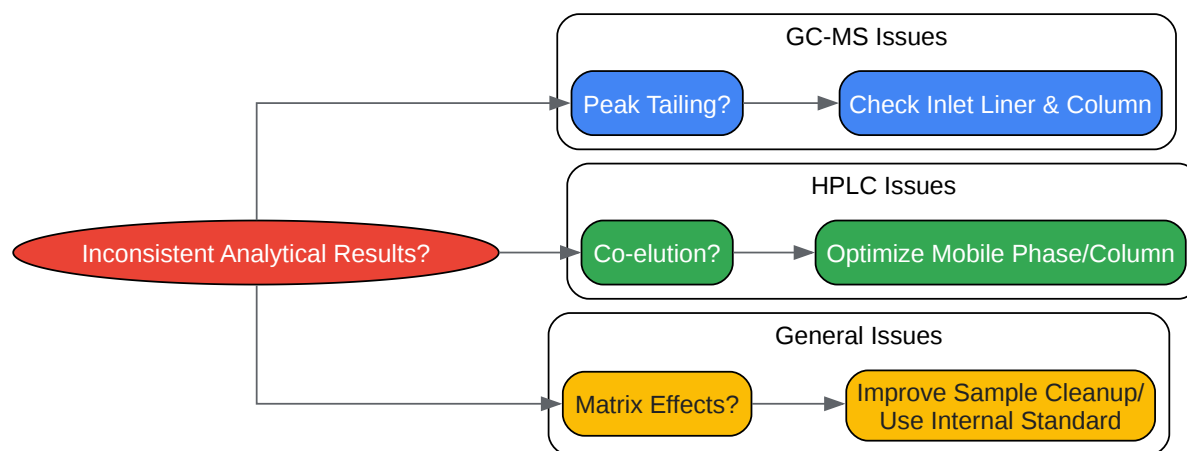 GC-MS Issues
Peak Tailing?
Check Inlet Liner & Column
HPLC Issues
Inconsistent Analytical Results?
Co-elution?
Optimize Mobile Phase/Column
General Issues
Matrix Effects?
Improve Sample Cleanup/
Use Internal Standard